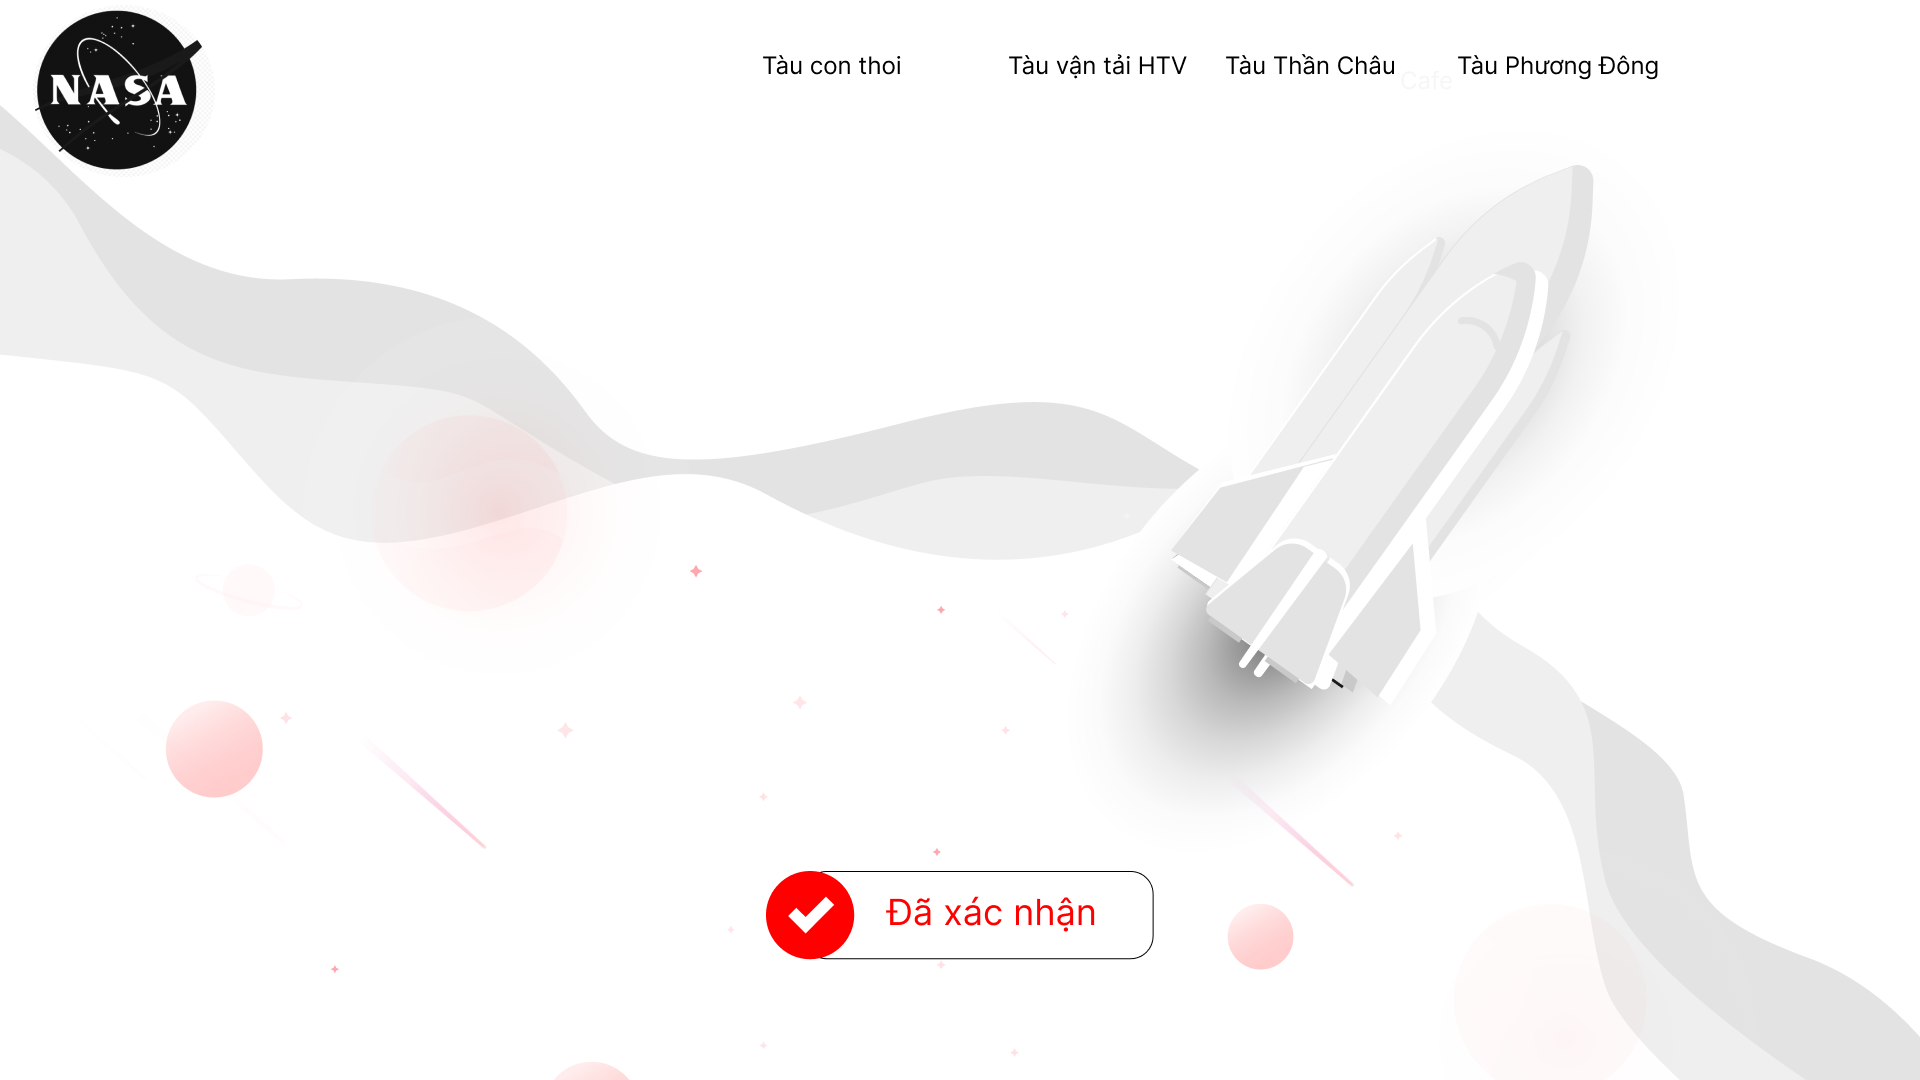 NASA
Tàu con thoi
Tàu vận tải HTV
Tàu Thần Châu
Cafe
Tàu Phương Đông
Đã xác nhận